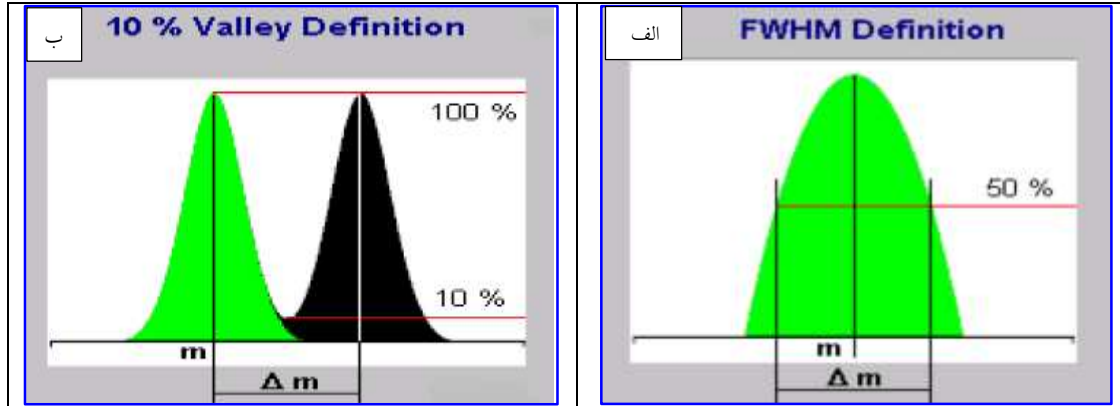 ب
10 % Valley Definition
100 %
10 %
m
Δ m
الف
FWHM Definition
50 %
m
Δ m